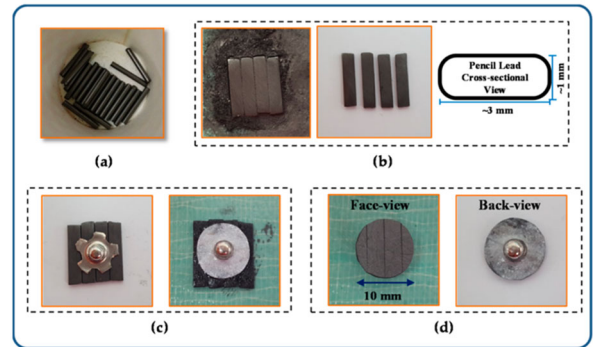 Pencil Lead
Cross-sectional
View
~1 mm
~3 mm
(a)
(b)
Face-view
Back-view
10 mm
(c)
(d)